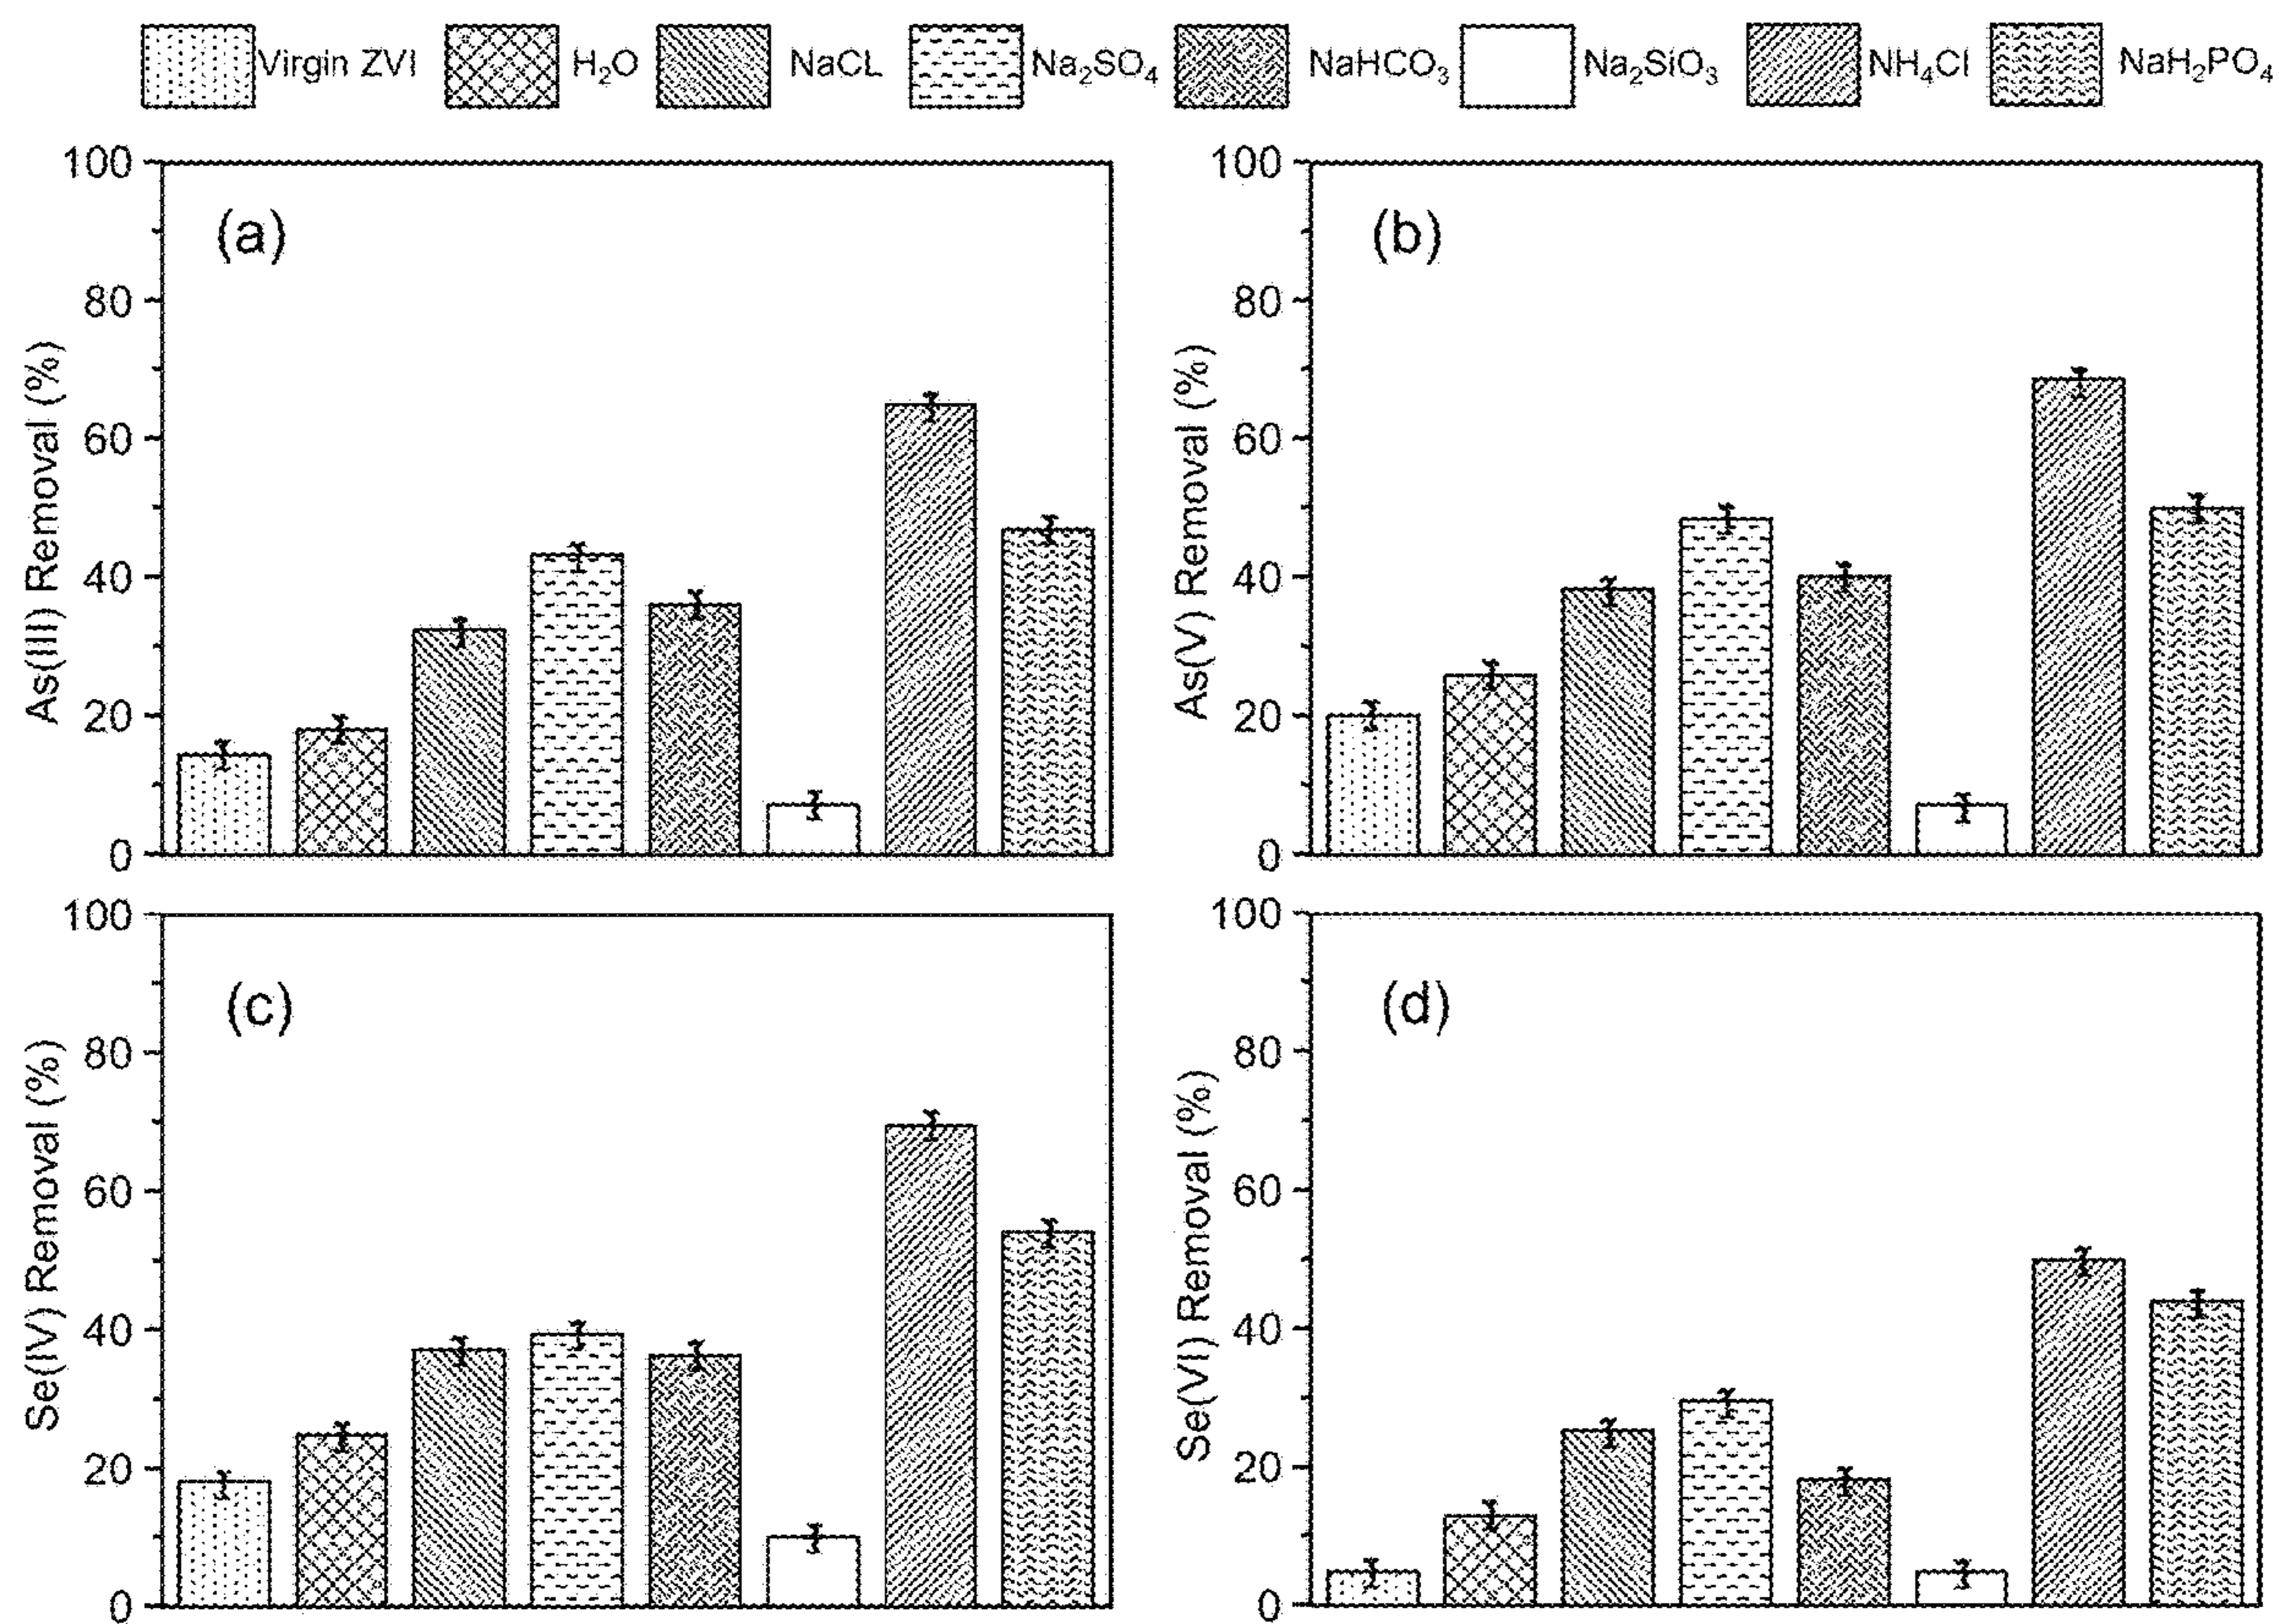 Virgin ZVI H₂O NaCL Na₂SO₄ NaHCO₃ Na₂SiO₃ NH₄Cl NaH₂PO₄
(a)
As(III) Removal (%)
100
80
60
40
20
0
(b)
As(V) Removal (%)
100
80
60
40
20
0
(c)
Se(IV) Removal (%)
100
80
60
40
20
0
(d)
Se(VI) Removal (%)
100
80
60
40
20
0